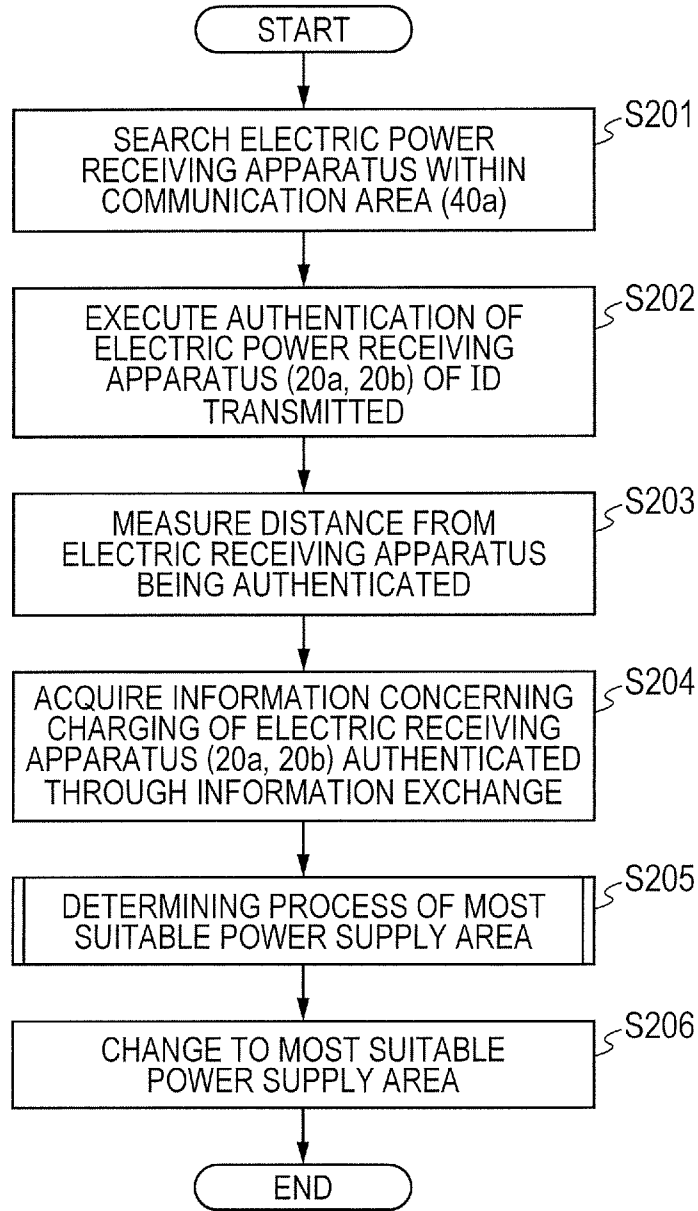 START
S201
SEARCH ELECTRIC POWER
RECEIVING APPARATUS WITHIN
COMMUNICATION AREA (40a)
S202
EXECUTE AUTHENTICATION OF
ELECTRIC POWER RECEIVING
APPARATUS (20a, 20b) OF ID
TRANSMITTED
S203
MEASURE DISTANCE FROM
ELECTRIC RECEIVING APPARATUS
BEING AUTHENTICATED
S204
ACQUIRE INFORMATION CONCERNING
CHARGING OF ELECTRIC RECEIVING
APPARATUS (20a, 20b) AUTHENTICATED
THROUGH INFORMATION EXCHANGE
S205
DETERMINING PROCESS OF MOST
SUITABLE POWER SUPPLY AREA
S206
CHANGE TO MOST SUITABLE
POWER SUPPLY AREA
END